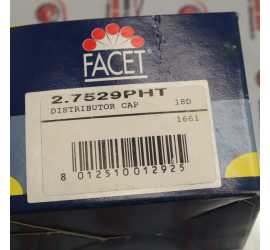 FACET
2.7529PHT
DISTRIBUTOR CAP 18D
1661
8 012510 012925